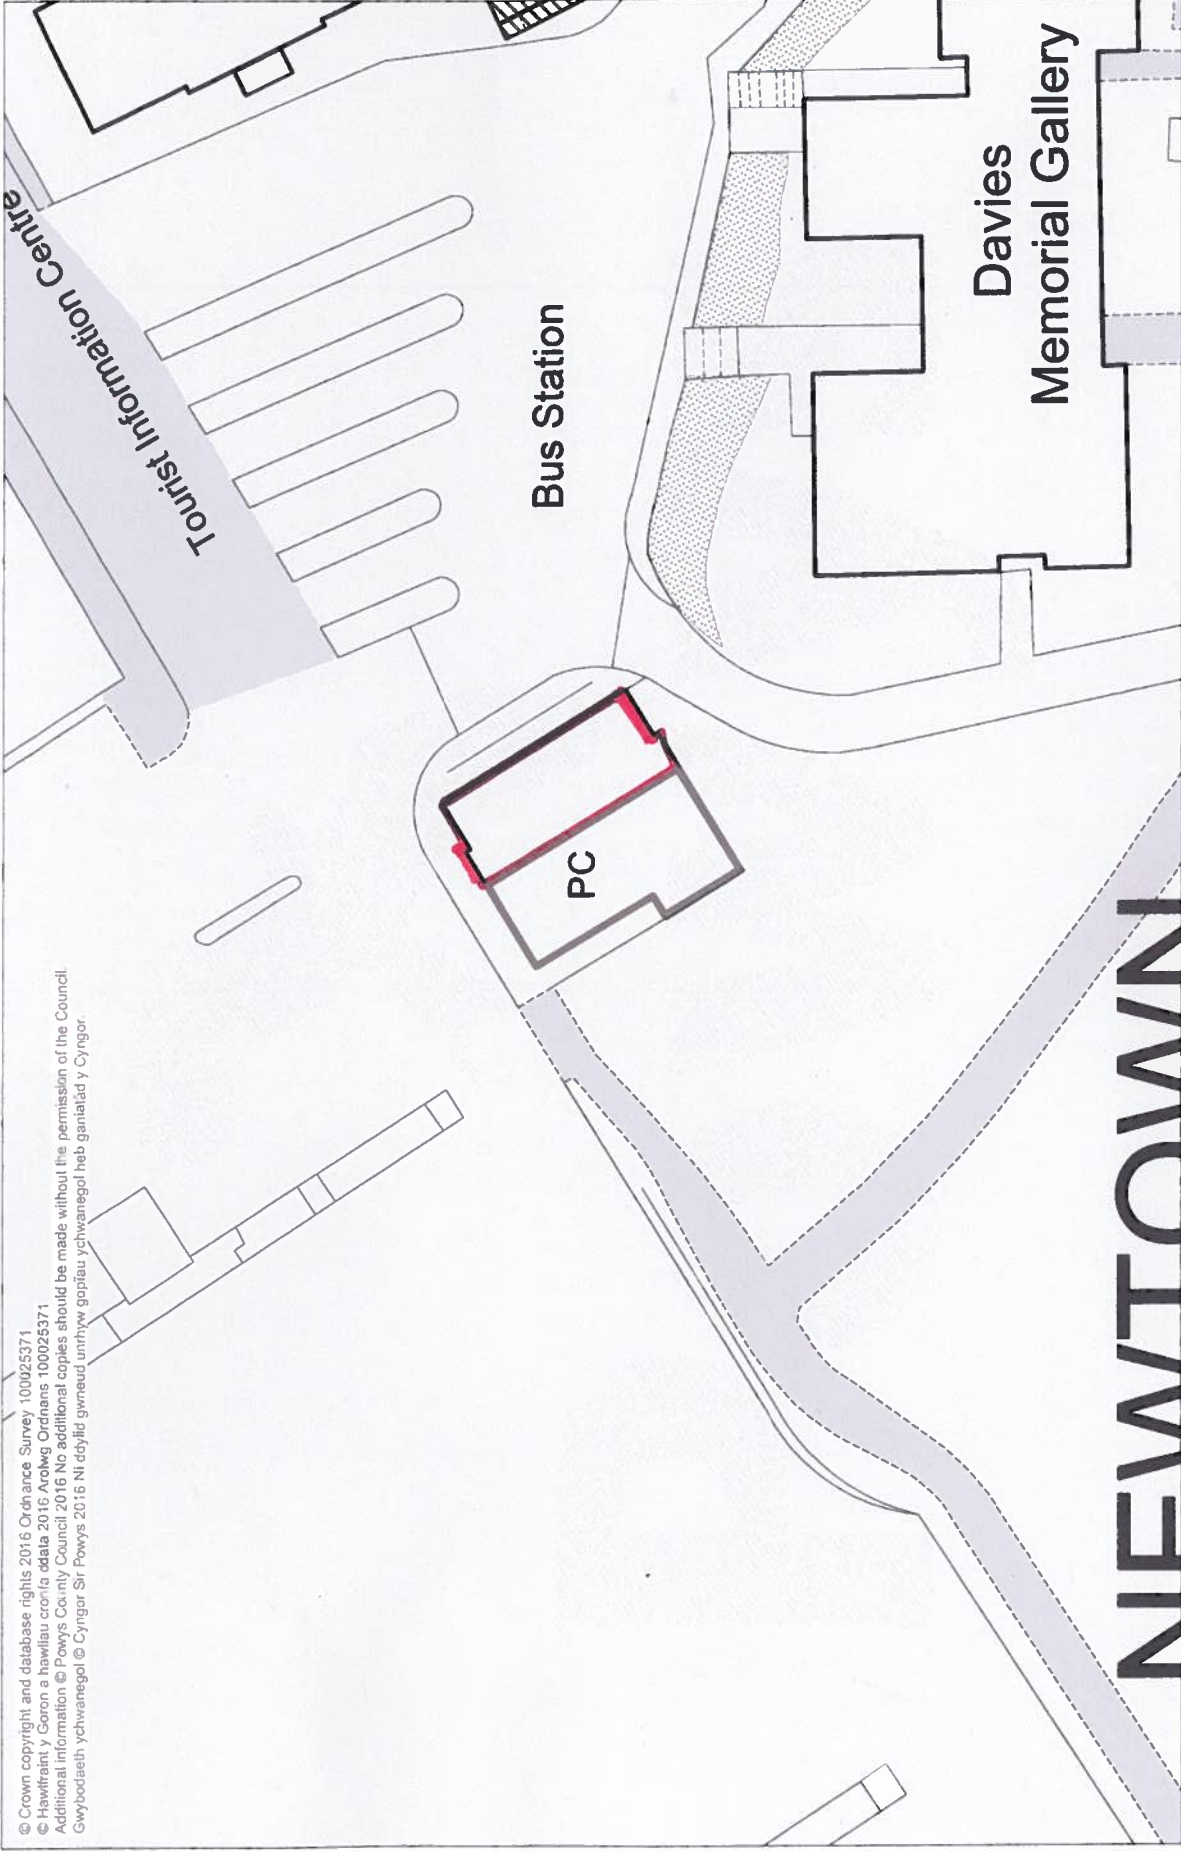 © Crown copyright and database rights 2016 Ordnance Survey 100025371
© Hawlfraint y Goron a hawliau cronfa ddata 2016 Arolwg Ordnans 100025371
Additional information © Powys County Council 2016 No additional copies should be made without the permission of the Council.
Gwybodaeth ychwanegol © Cyngor Sir Powys 2016 Ni ddylid gwneud unrhyw gopïau ychwanegol heb ganiatâd y Cyngor.
Tourist Information Centre
Bus Station
PC
Davies
Memorial Gallery
NEWTOWN